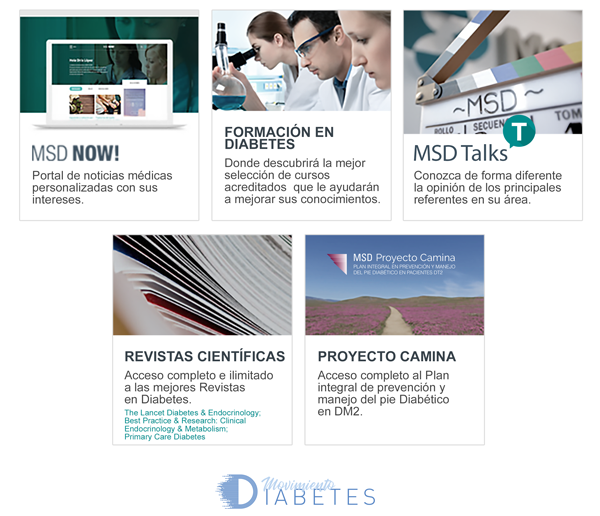 MSD NOW!
Portal de noticias médicas
personalizadas con sus
intereses.
FORMACIÓN EN
DIABETES
Donde descubrirá la mejor
selección de cursos
acreditados que le ayudarán
a mejorar sus conocimientos.
~MSD~
ROLLO SECUEN
T
MSD Talks
Conozca de forma diferente
la opinión de los principales
referentes en su área.
REVISTAS CIENTÍFICAS
Acceso completo e ilimitado
a las mejores Revistas
en Diabetes.
The Lancet Diabetes & Endocrinology;
Best Practice & Research: Clinical
Endocrinology & Metabolism;
Primary Care Diabetes
MSD Proyecto Camina
PLAN INTEGRAL EN PREVENCIÓN Y MANEJO
DEL PIE DIABÉTICO EN PACIENTES DT2
PROYECTO CAMINA
Acceso completo al Plan
integral de prevención y
manejo del pie Diabético
en DM2.
Movimiento
DIABETES